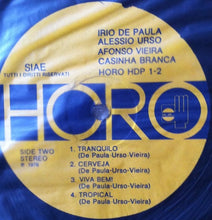 SIAE
TUTTI I DIRITTI RISERVATI
IRIO DE PAULA
ALESSIO URSO
AFONSO VIEIRA
CASINHA BRANCA
HORO HDP 1-2
HORO
SIDE TWO
STEREO
℗ 1978
1. TRANQUILO
(De Paula-Urso-Vieira)
2. CERVEJA
(De Paula-Urso-Vieira)
3. VIVA BEM!
(De Paula-Urso-Vieira)
4. TROPICAL
(De Paula-Urso-Vieira)